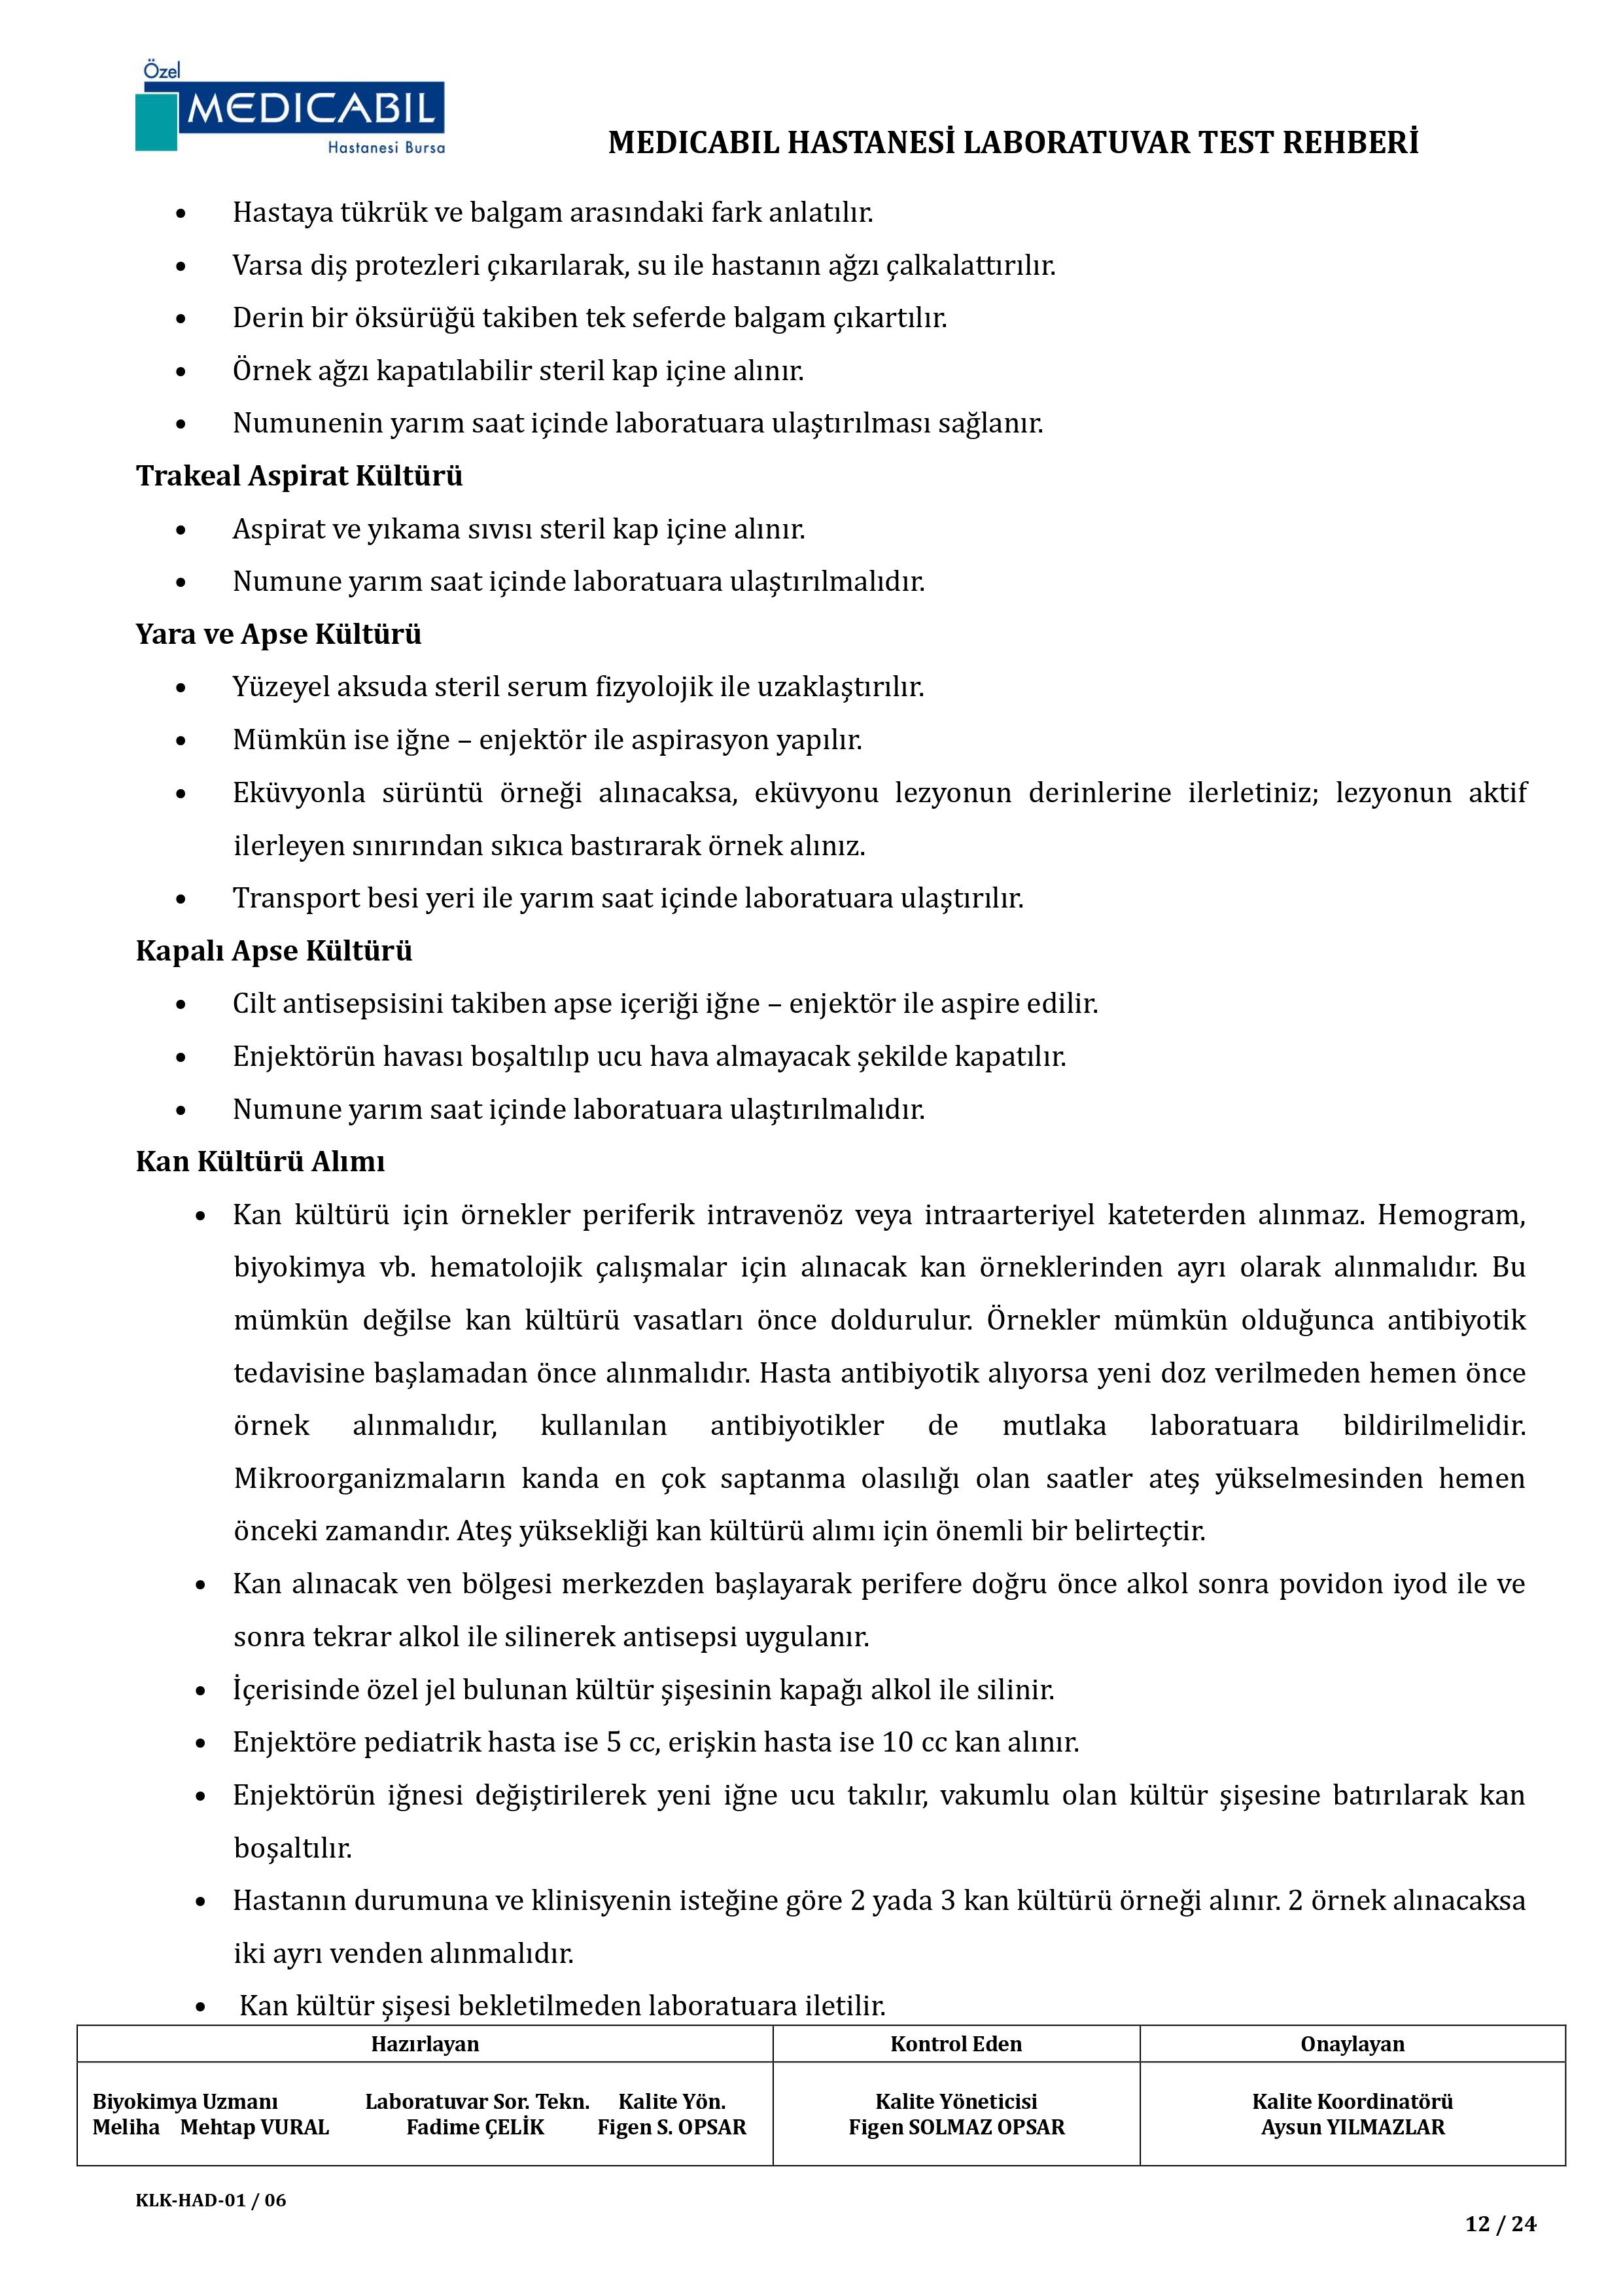 Özel
MEDICABIL
Hastanesi Bursa
MEDICABIL HASTANESİ LABORATUVAR TEST REHBERİ
• Hastaya tükrük ve balgam arasındaki fark anlatılır.
• Varsa diş protezleri çıkarılarak, su ile hastanın ağzı çalkalattırılır.
• Derin bir öksürüğü takiben tek seferde balgam çıkartılır.
• Örnek ağzı kapatılabilir steril kap içine alınır.
• Numunenin yarım saat içinde laboratuara ulaştırılması sağlanır.
Trakeal Aspirat Kültürü
• Aspirat ve yıkama sıvısı steril kap içine alınır.
• Numune yarım saat içinde laboratuara ulaştırılmalıdır.
Yara ve Apse Kültürü
• Yüzeyel aksuda steril serum fizyolojik ile uzaklaştırılır.
• Mümkün ise iğne – enjektör ile aspirasyon yapılır.
• Eküvyonla sürüntü örneği alınacaksa, eküvyonu lezyonun derinlerine ilerletiniz; lezyonun aktif
ilerleyen sınırından sıkıca bastırarak örnek alınız.
• Transport besi yeri ile yarım saat içinde laboratuara ulaştırılır.
Kapalı Apse Kültürü
• Cilt antisepsisini takiben apse içeriği iğne – enjektör ile aspire edilir.
• Enjektörün havası boşaltılıp ucu hava almayacak şekilde kapatılır.
• Numune yarım saat içinde laboratuara ulaştırılmalıdır.
Kan Kültürü Alımı
• Kan kültürü için örnekler periferik intravenöz veya intraarteriyel kateterden alınmaz. Hemogram,
biyokimya vb. hematolojik çalışmalar için alınacak kan örneklerinden ayrı olarak alınmalıdır. Bu
mümkün değilse kan kültürü vasatları önce doldurulur. Örnekler mümkün olduğunca antibiyotik
tedavisine başlamadan önce alınmalıdır. Hasta antibiyotik alıyorsa yeni doz verilmeden hemen önce
örnek alınmalıdır, kullanılan antibiyotikler de mutlaka laboratuara bildirilmelidir.
Mikroorganizmaların kanda en çok saptanma olasılığı olan saatler ateş yükselmesinden hemen
önceki zamandır. Ateş yüksekliği kan kültürü alımı için önemli bir belirteçtir.
• Kan alınacak ven bölgesi merkezden başlayarak perifere doğru önce alkol sonra povidon iyod ile ve
sonra tekrar alkol ile silinerek antisepsi uygulanır.
• İçerisinde özel jel bulunan kültür şişesinin kapağı alkol ile silinir.
• Enjektöre pediatrik hasta ise 5 cc, erişkin hasta ise 10 cc kan alınır.
• Enjektörün iğnesi değiştirilerek yeni iğne ucu takılır, vakumlu olan kültür şişesine batırılarak kan
boşaltılır.
• Hastanın durumuna ve klinisyenin isteğine göre 2 yada 3 kan kültürü örneği alınır. 2 örnek alınacaksa
iki ayrı venden alınmalıdır.
• Kan kültür şişesi bekletilmeden laboratuara iletilir.
Hazırlayan Kontrol Eden Onaylayan
Biyokimya Uzmanı Laboratuvar Sor. Tekn. Kalite Yön. Kalite Yöneticisi Kalite Koordinatörü
Meliha Mehtap VURAL Fadime ÇELİK Figen S. OPSAR Figen SOLMAZ OPSAR Aysun YILMAZLAR
KLK-HAD-01 / 06
12 / 24